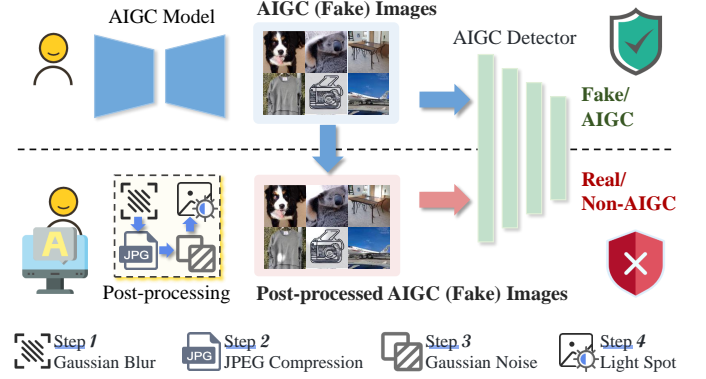 AIGC Model
AIGC (Fake) Images
AIGC Detector
Fake/
AIGC
Real/
Non-AIGC
A
JPG
Post-processing
Post-processed AIGC (Fake) Images
Step 1
Gaussian Blur
JPG
Step 2
JPEG Compression
Step 3
Gaussian Noise
Step 4
Light Spot